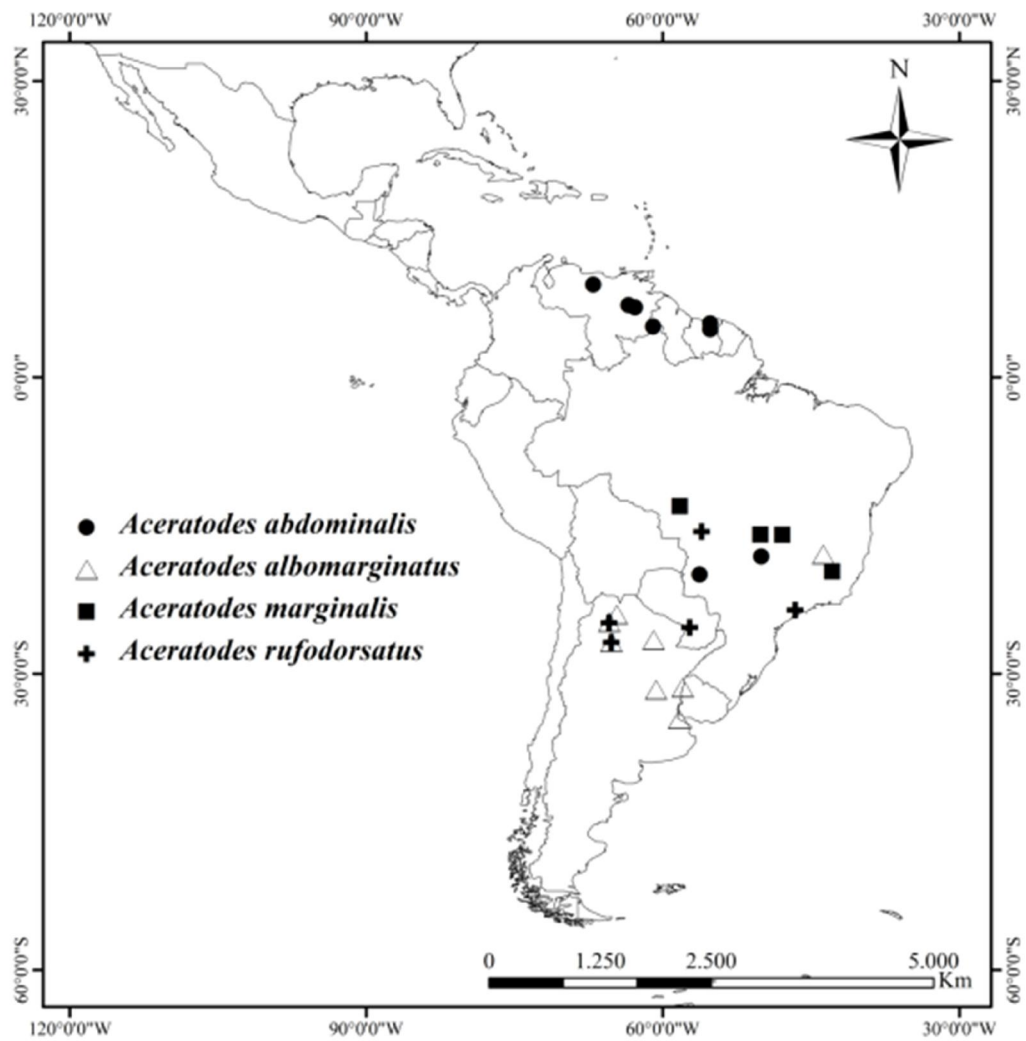 120°0'0"W 90°0'0"W 60°0'0"W 30°0'0"W
N
30°0'0"N 30°0'0"N
0°0'0" 0°0'0"
Aceratodes abdominalis
Aceratodes albomarginatus
Aceratodes marginalis
Aceratodes rufodorsatus
30°0'0"S 30°0'0"S
0 1.250 2.500 5.000
Km
60°0'0"S 60°0'0"S
120°0'0"W 90°0'0"W 60°0'0"W 30°0'0"W